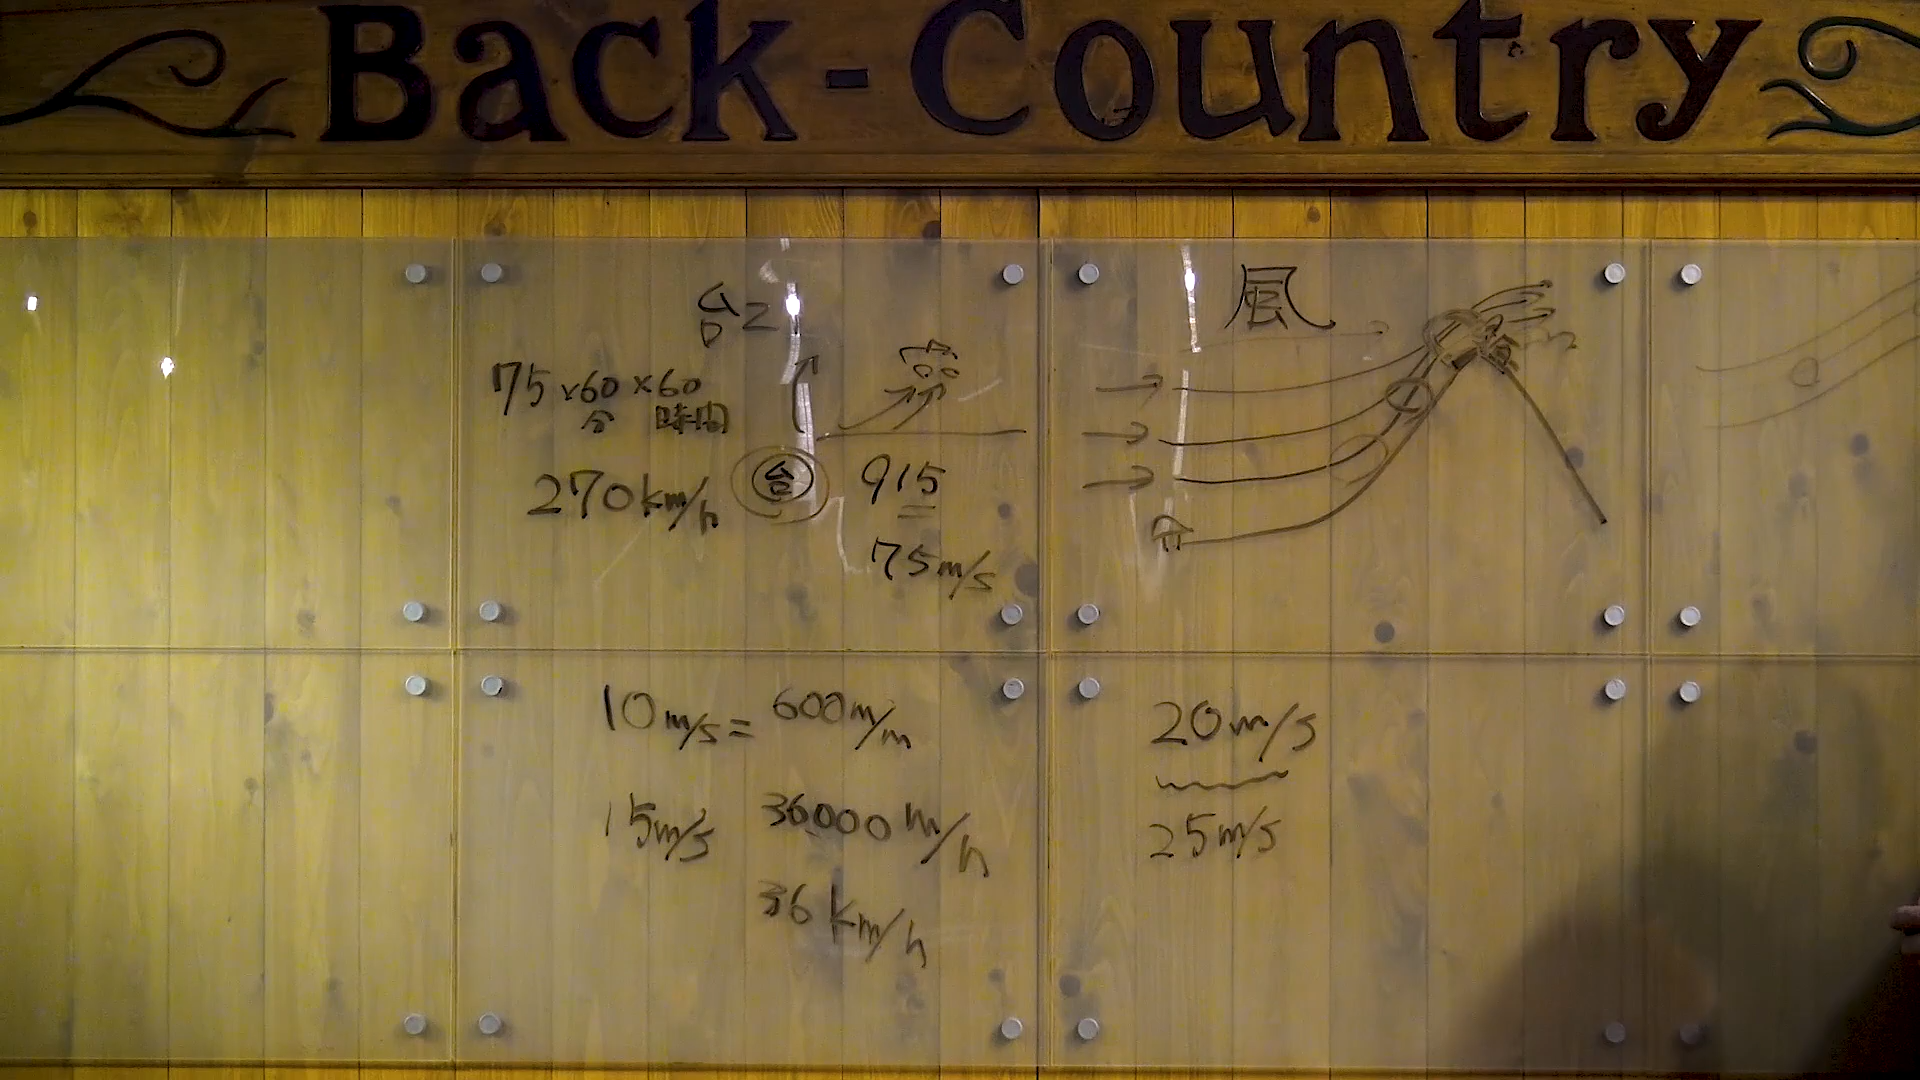 Back-Country
75×60×60
分 時間
270km/h
台
915
75m/s
風
10m/s = 600m/m
15m/s
36000m/h
36km/h
20m/s
25m/s